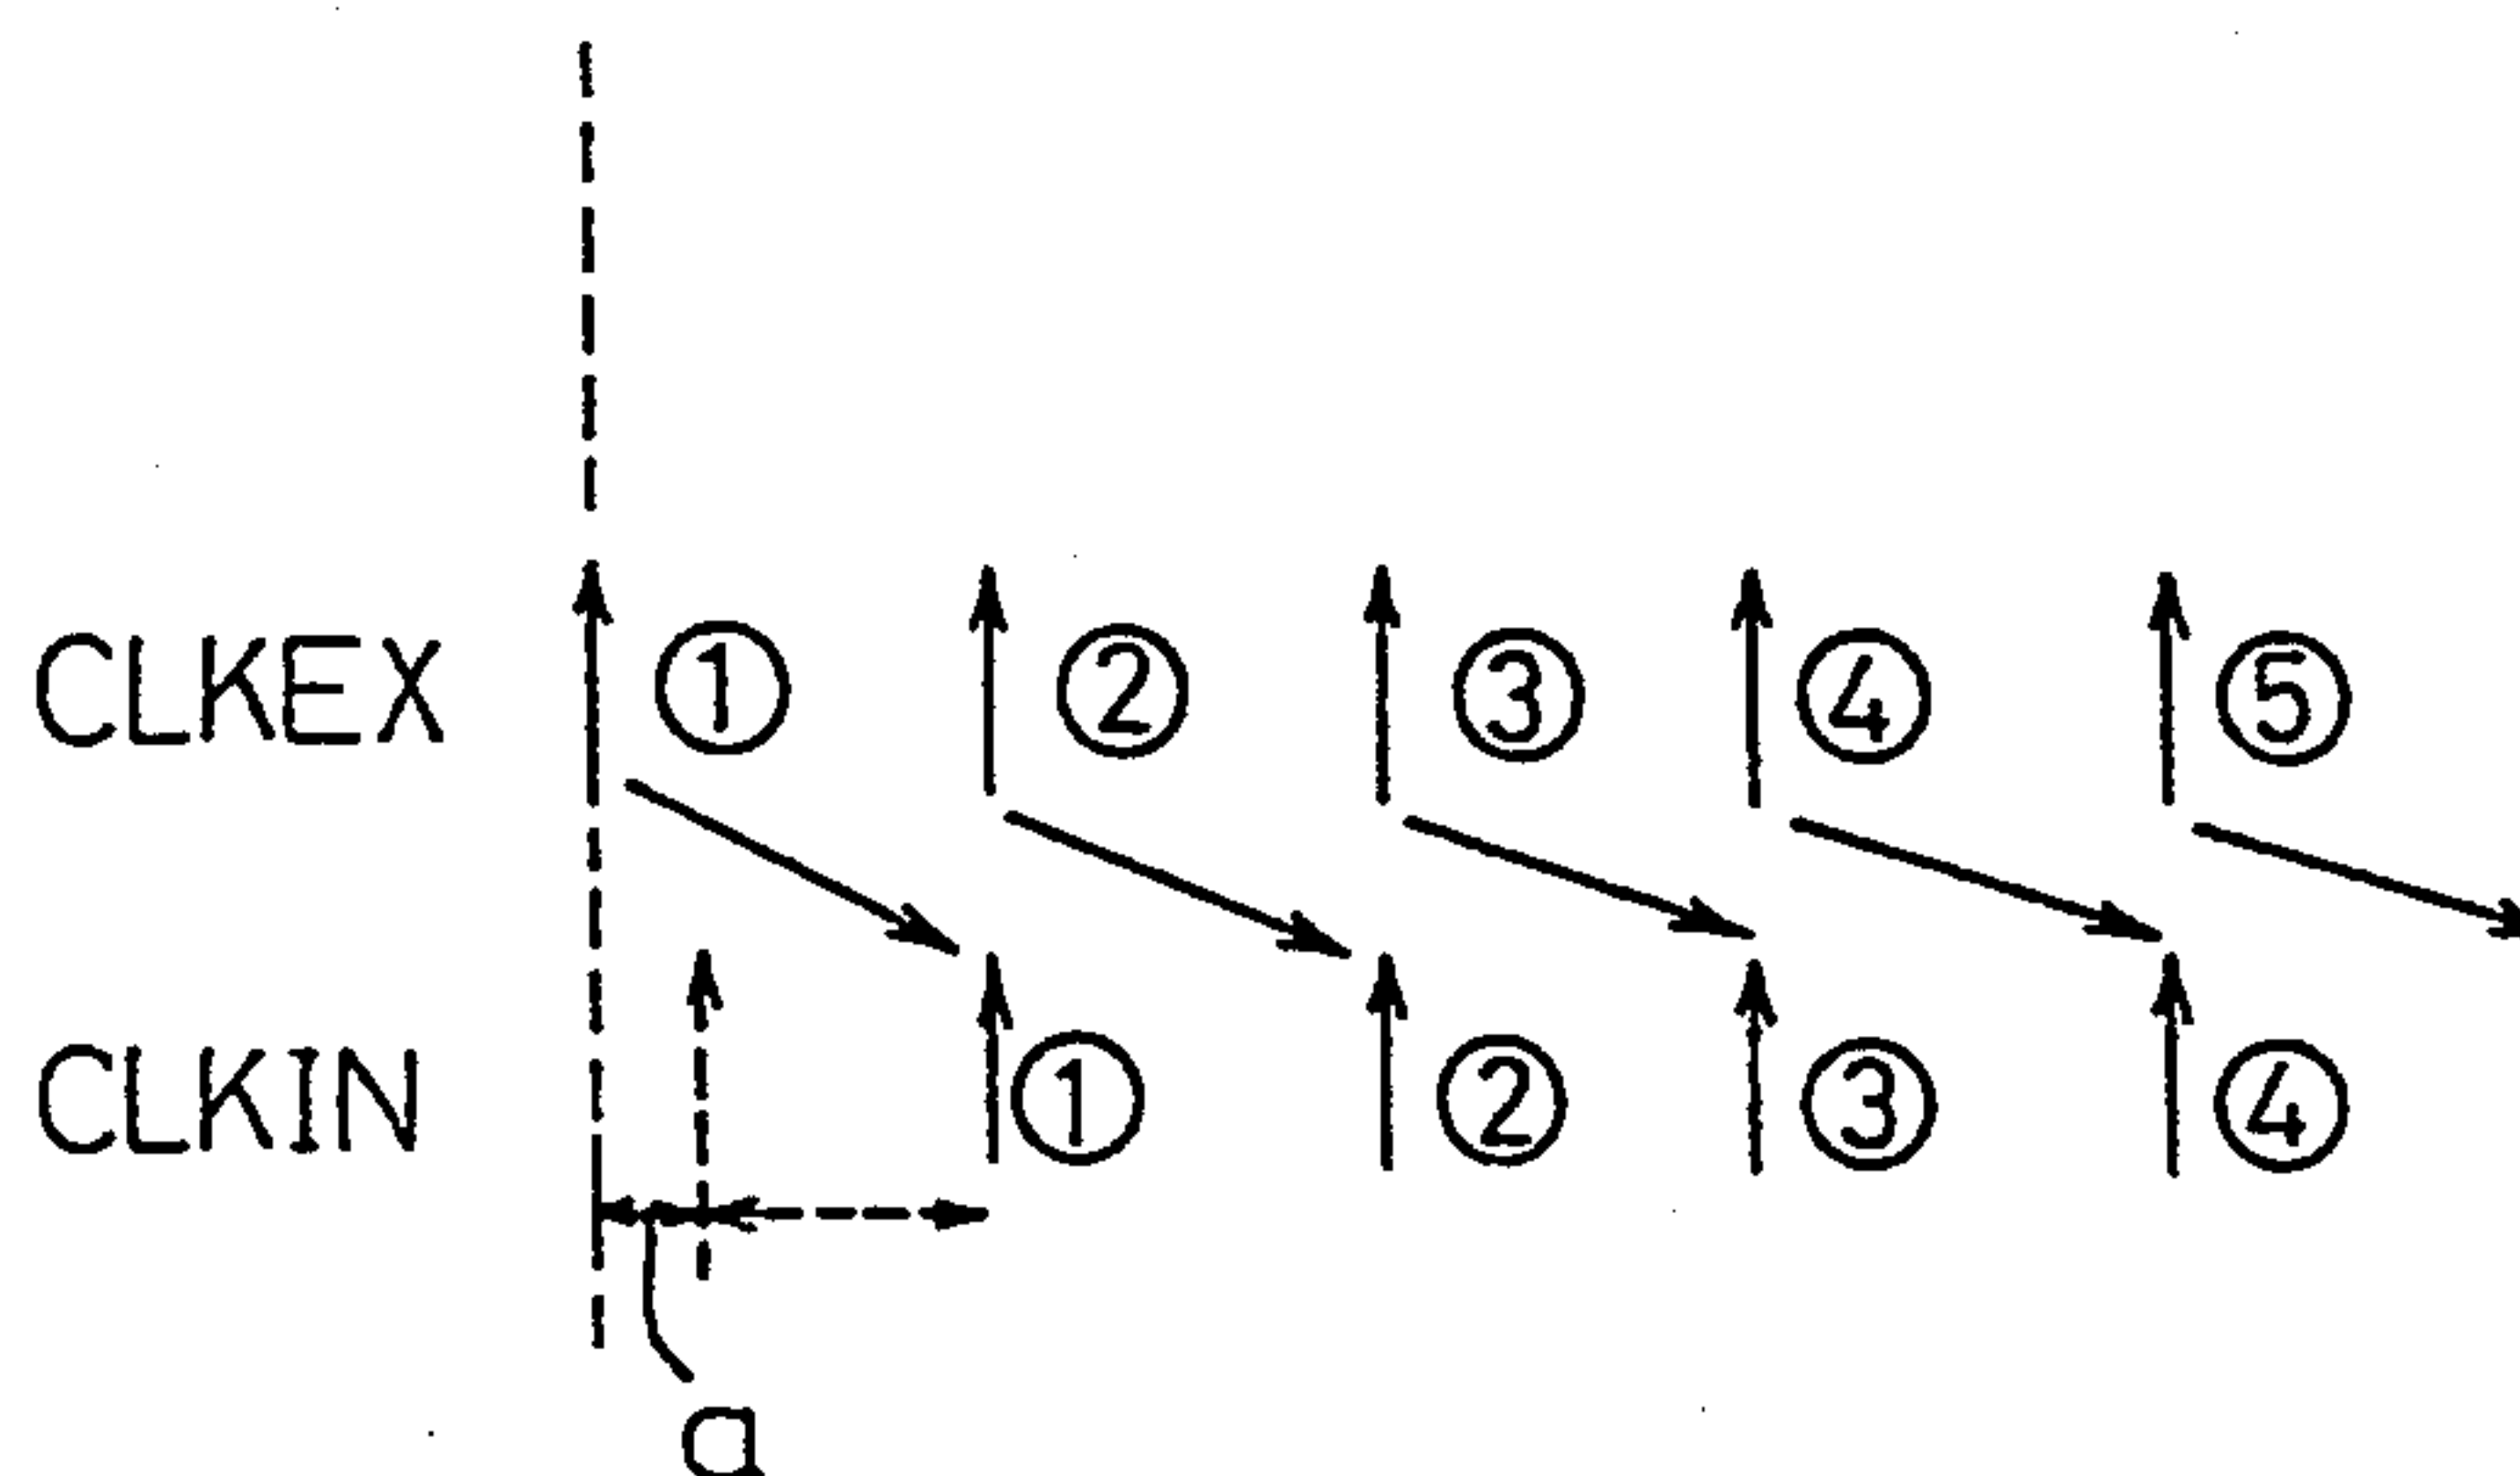 CLKEX ① ② ③ ④ ⑤
CLKIN ① ② ③ ④
a